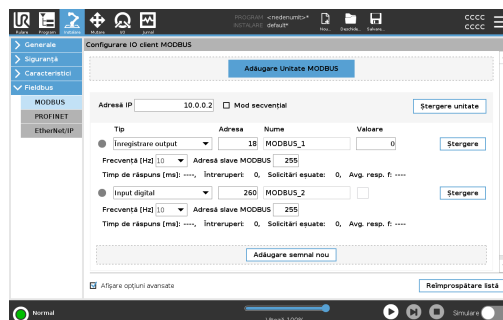 PROGRAM <nedenumit>*
INSTALARE default*
Rulare Program Instalare Mutare I/O Jurnal Nou... Deschide... Salvare...
CCCC
CCCC
Generale
Siguranță
Caracteristici
Fieldbus
MODBUS
PROFINET
EtherNet/IP
Configurare IO client MODBUS
Adăugare Unitate MODBUS
Adresă IP 10.0.0.2 Mod secvențial Ștergere unitate
Tip Adresa Nume Valoare
Înregistrare output 18 MODBUS_1 0 Ștergere
Frecvență [Hz] 10 Adresă slave MODBUS 255
Timp de răspuns [ms]: ----, Întreruperi: 0, Solicitări eșuate: 0, Avg. resp. f: ----
Input digital 260 MODBUS_2 Ștergere
Frecvență [Hz] 10 Adresă slave MODBUS 255
Timp de răspuns [ms]: ----, Întreruperi: 0, Solicitări eșuate: 0, Avg. resp. f: ----
Adăugare semnal nou
Afișare opțiuni avansate Reîmprospătare listă
Normal Viteză 100% Simulare